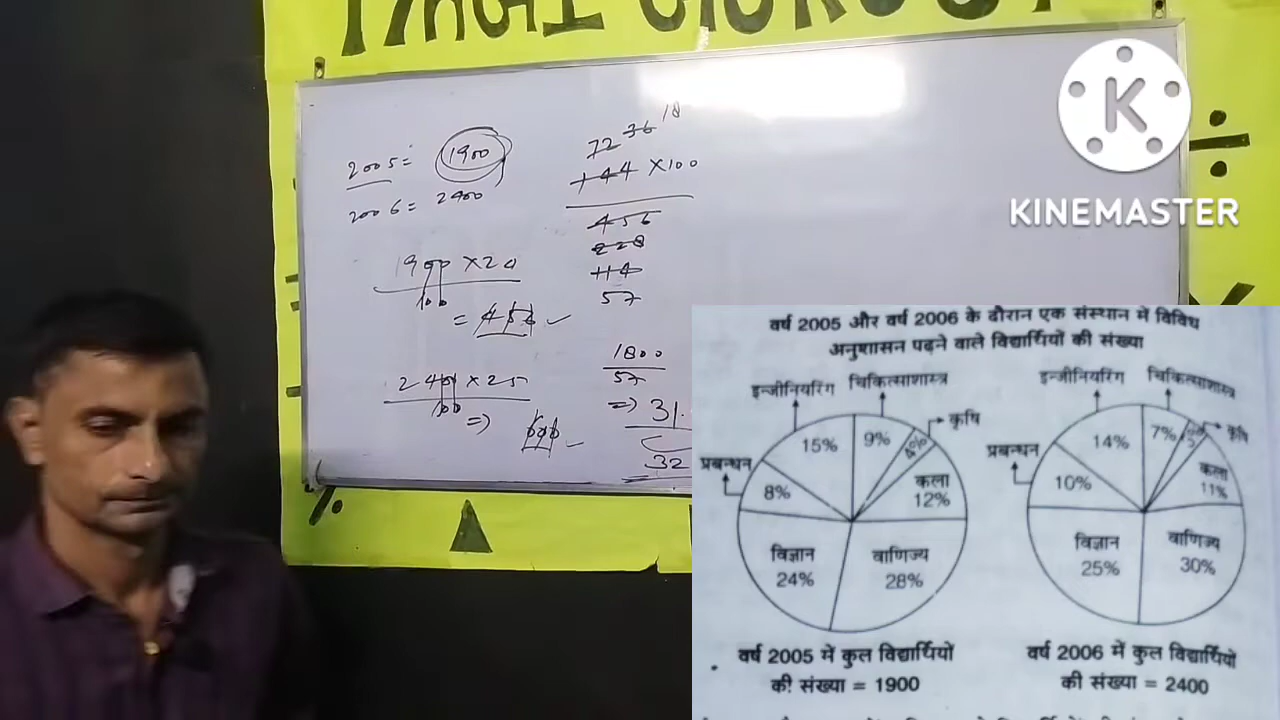 2005 = 1900
2006 = 2400
1900 × 24
100
= 456
2400 × 25
100
⇒ 600
18
72 36
144 × 100
456
228
114
57
1800
57
⇒ 31.
32
K
KINEMASTER
वर्ष 2005 और वर्ष 2006 के दौरान एक संस्थान में विविध
अनुशासन पढ़ने वाले विद्यार्थियों की संख्या
इन्जीनियरिंग चिकित्साशास्त्र
कृषि
प्रबन्धन
15% 9% 4%
कला
12%
8%
विज्ञान
24%
वाणिज्य
28%
वर्ष 2005 में कुल विद्यार्थियों
की संख्या = 1900
इन्जीनियरिंग चिकित्साशास्त्र
कृषि
प्रबन्धन
14% 7%
कला
11%
10%
विज्ञान
25%
वाणिज्य
30%
वर्ष 2006 में कुल विद्यार्थियों
की संख्या = 2400